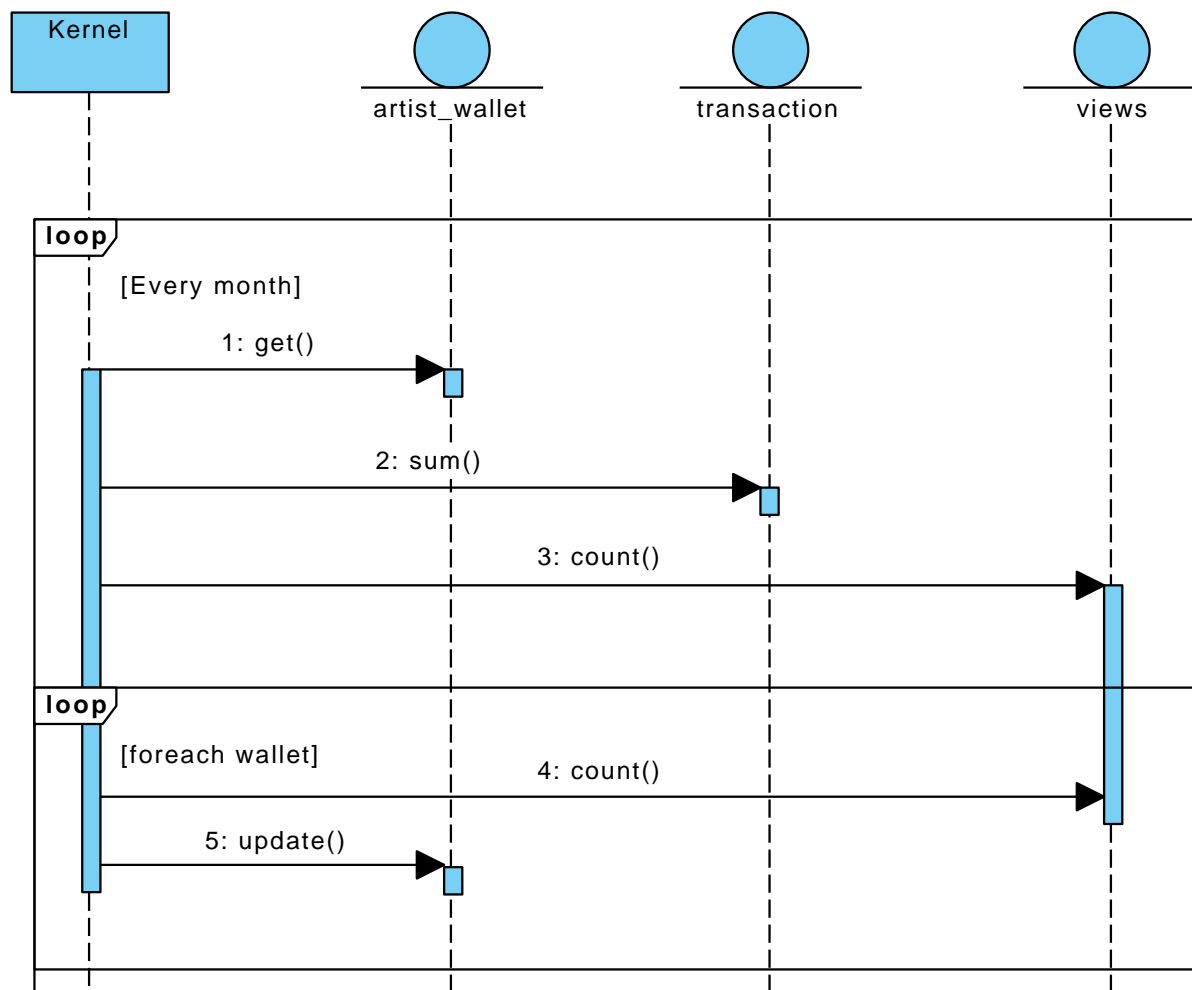 Kernel
artist_wallet
transaction
views
loop
[Every month]
1: get()
2: sum()
3: count()
loop
[foreach wallet]
4: count()
5: update()